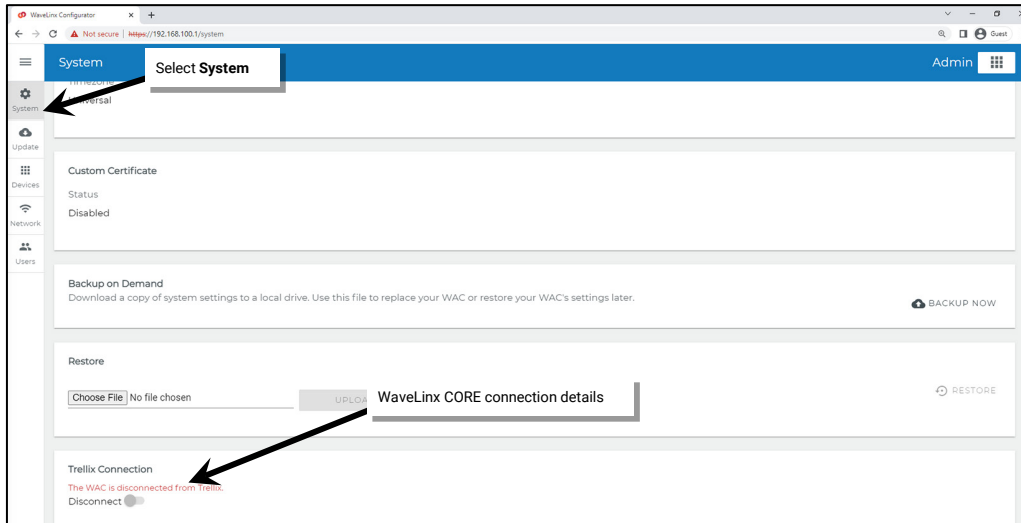 WaveLinx Configurator
Not secure | https://192.168.100.1/system
Guest
System
Select System
Admin
Timezone
Universal
System
Update
Devices
Network
Users
Custom Certificate
Status
Disabled
Backup on Demand
Download a copy of system settings to a local drive. Use this file to replace your WAC or restore your WAC's settings later.
BACKUP NOW
Restore
Choose File No file chosen
WaveLinx CORE connection details
RESTORE
Trellix Connection
The WAC is disconnected from Trellix.
Disconnect